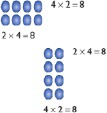 4 × 2 = 8
2 × 4 = 8
2 × 4 = 8
4 × 2 = 8